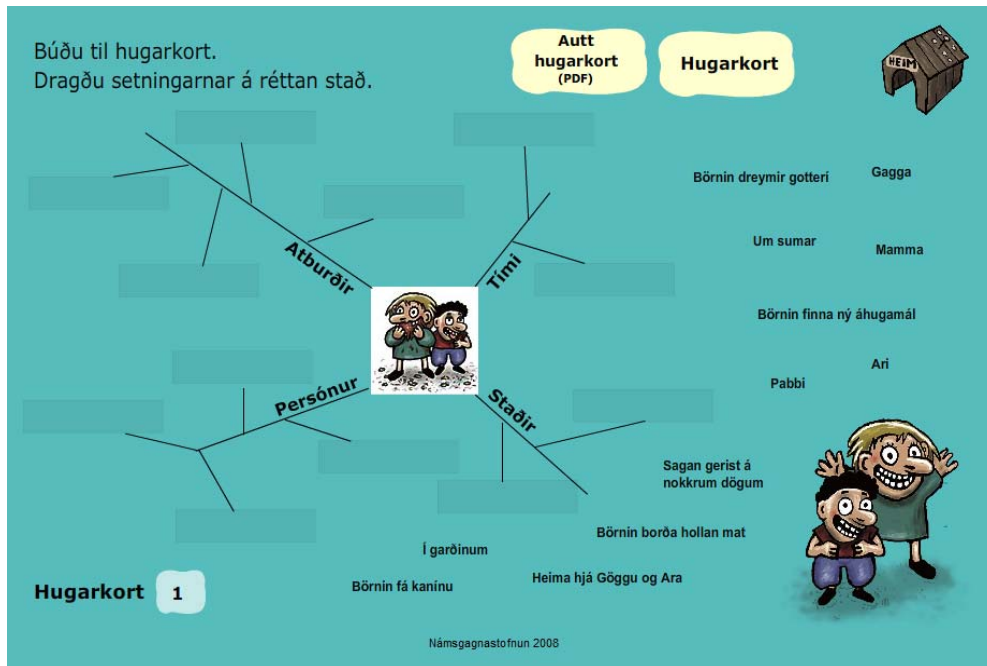 Búðu til hugarkort.
Dragðu setningarnar á réttan stað.
Autt
hugarkort
(PDF)
Hugarkort
HEIM
Börnin dreymir gotterí
Gagga
Um sumar
Mamma
Atburðir
Tími
Börnin finna ný áhugamál
Ari
Pabbi
Persónur
Staðir
Sagan gerist á
nokkrum dögum
Börnin borða hollan mat
Í garðinum
Börnin fá kanínu
Heima hjá Göggu og Ara
Hugarkort 1
Námsgagnastofnun 2008